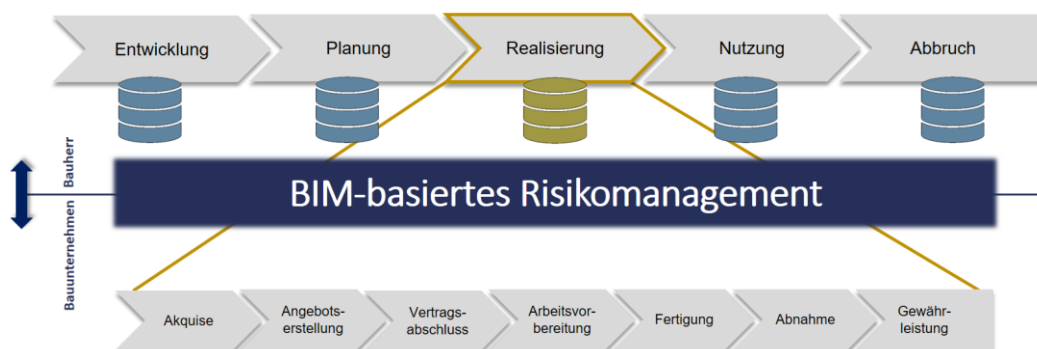 Entwicklung
Planung
Realisierung
Nutzung
Abbruch
Bauherr
BIM-basiertes Risikomanagement
Bauunternehmen
Akquise
Angebots-
erstellung
Vertrags-
abschluss
Arbeitsvor-
bereitung
Fertigung
Abnahme
Gewähr-
leistung